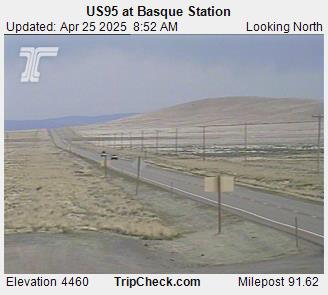 US95 at Basque Station
Updated: Apr 25 2025 8:52 AM Looking North
Elevation 4460 TripCheck.com Milepost 91.62